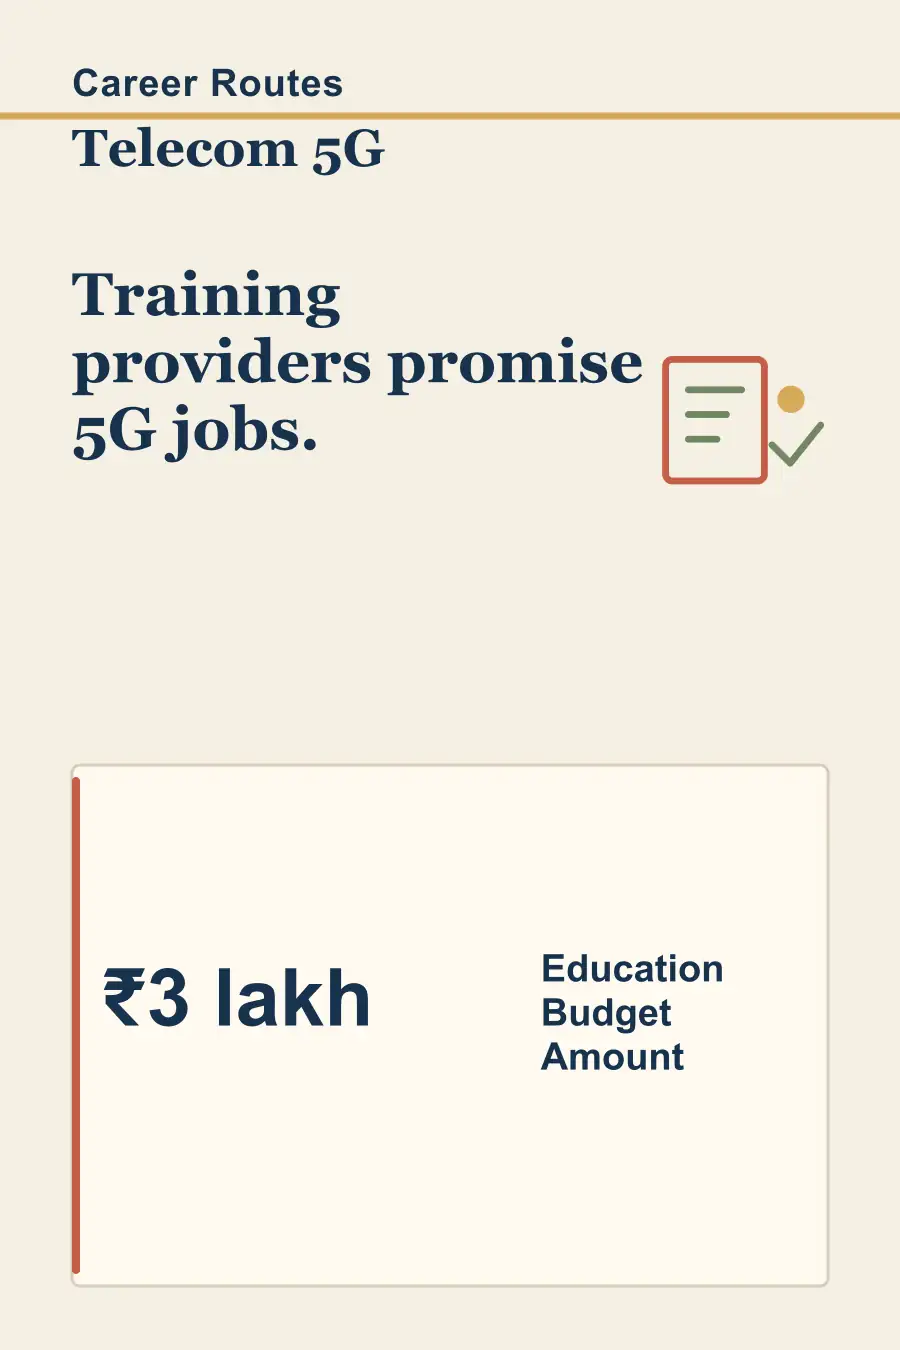 Career Routes
Telecom 5G
Training
providers promise
5G jobs.
₹3 lakh
Education
Budget
Amount